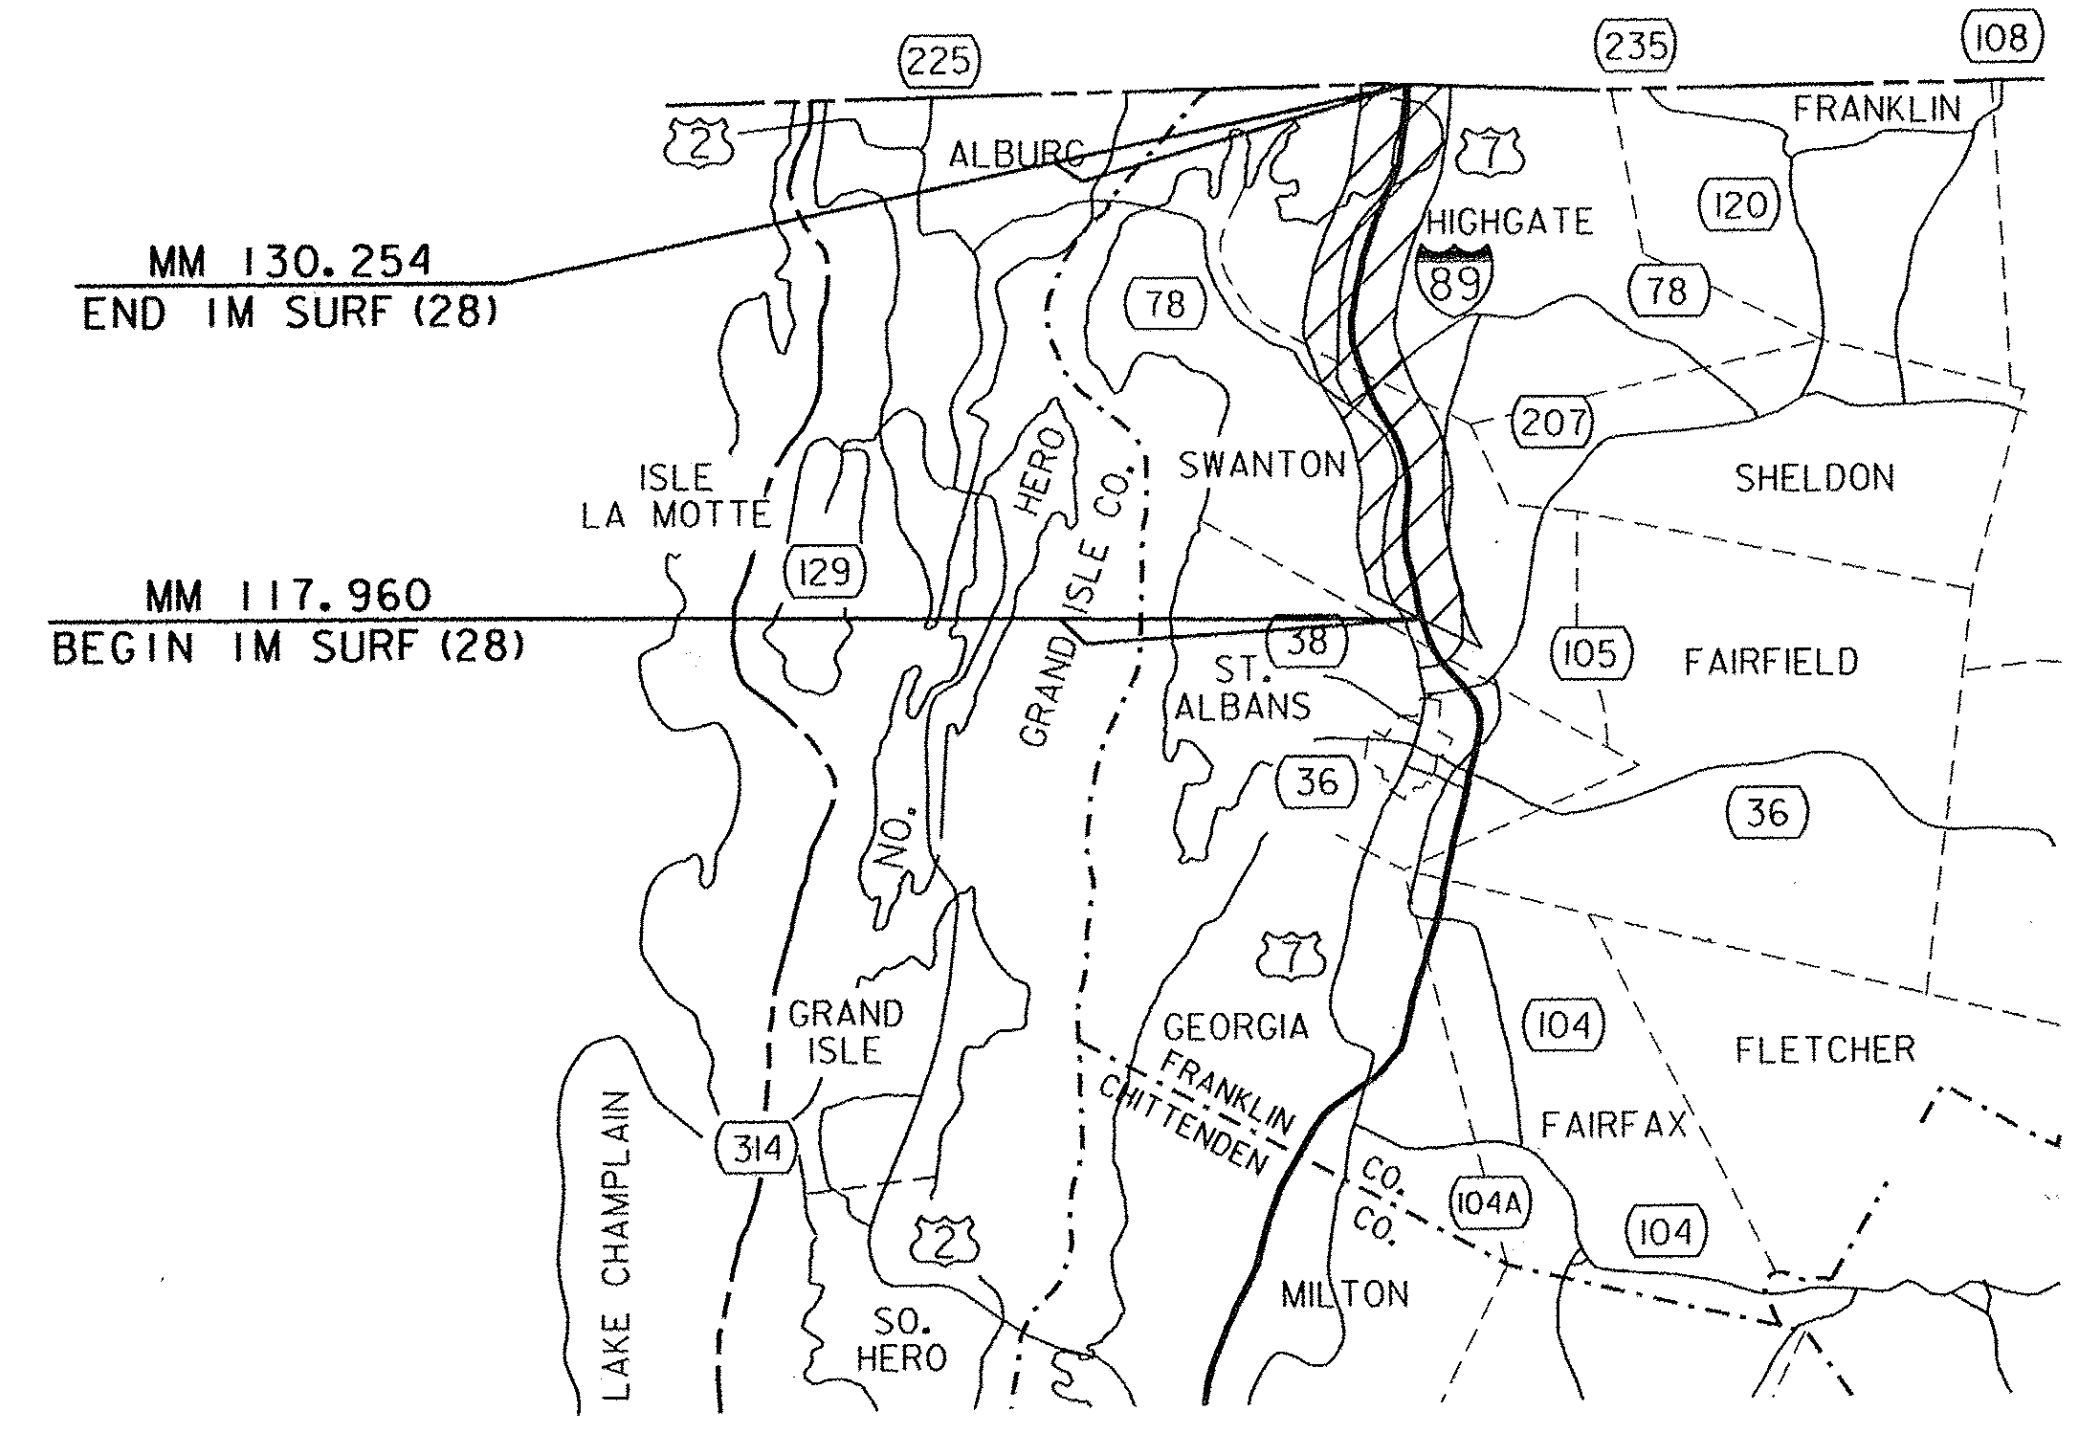 225
235
108
2
ALBURG
7
FRANKLIN
120
HIGHGATE
MM 130.254
END IM SURF (28)
89
78
78
207
ISLE
LA MOTTE
HERO
SWANTON
SHELDON
129
GRAND ISLE CO.
MM 117.960
BEGIN IM SURF (28)
38
105
FAIRFIELD
ST.
ALBANS
36
36
NO.
7
GRAND
ISLE
GEORGIA
104
FLETCHER
FRANKLIN CO.
CHITTENDEN CO.
FAIRFAX
314
104A
104
2
LAKE CHAMPLAIN
MILTON
SO.
HERO